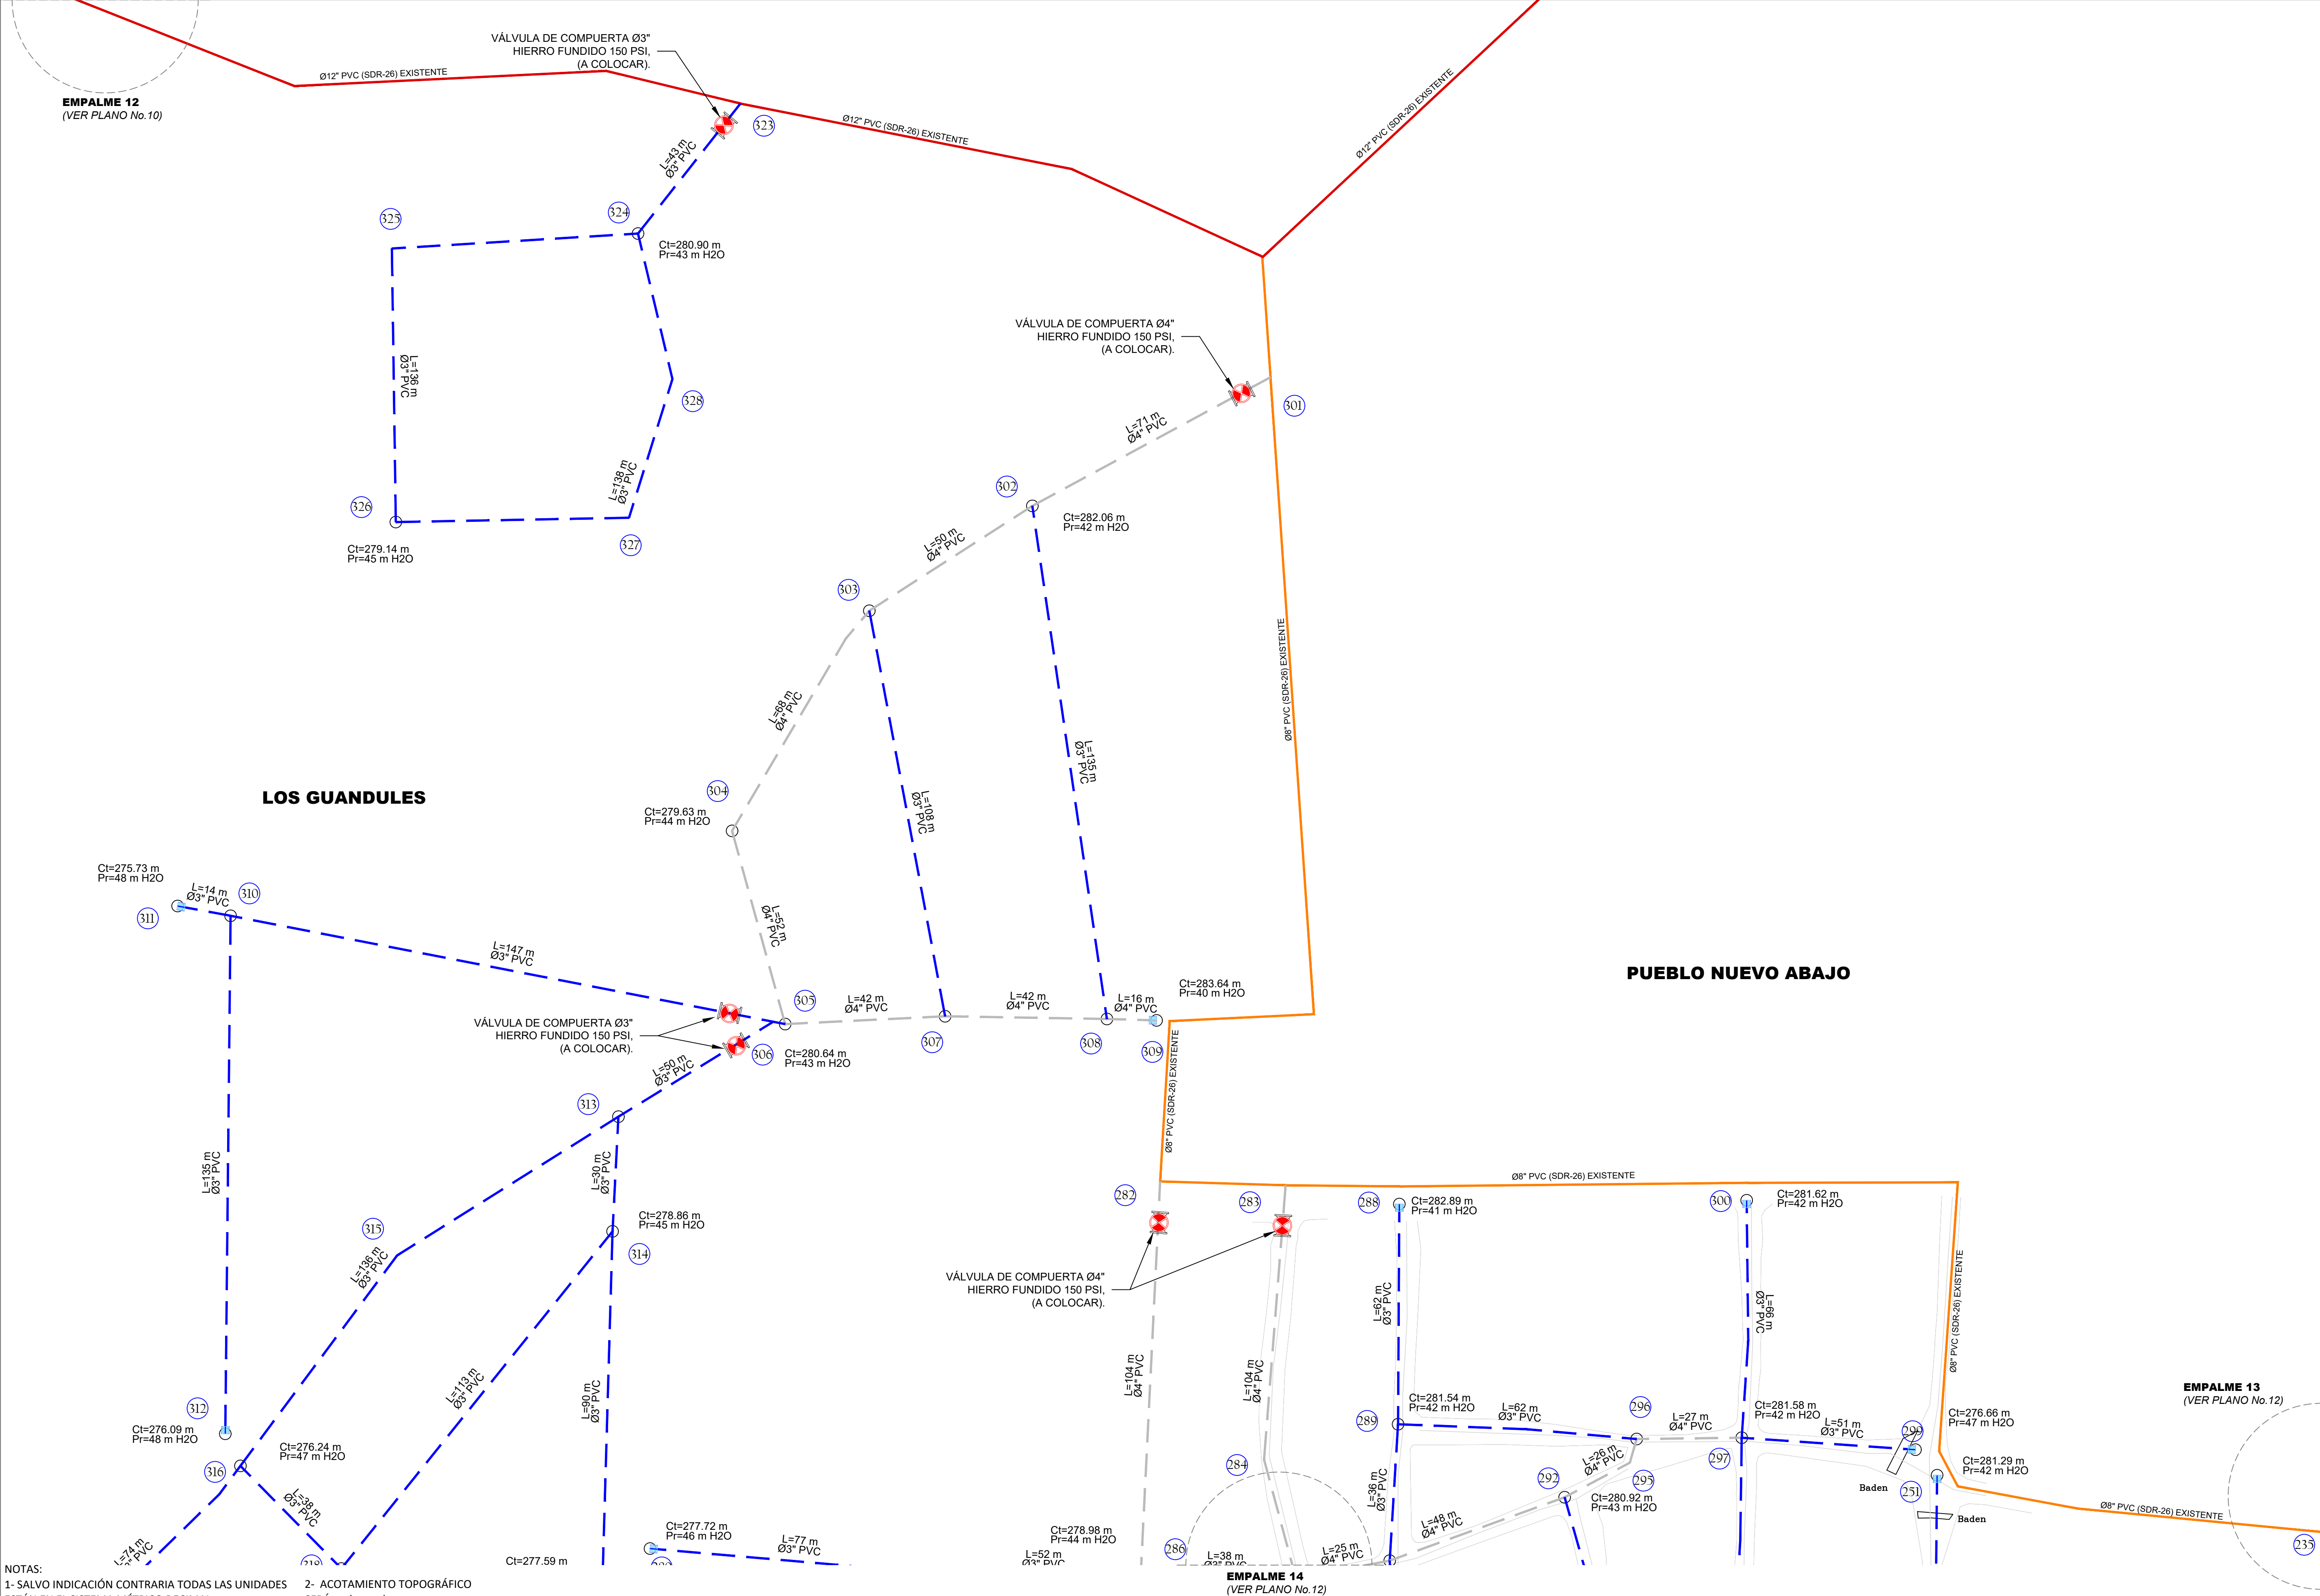 VÁLVULA DE COMPUERTA Ø3"
HIERRO FUNDIDO 150 PSI,
(A COLOCAR).
Ø12" PVC (SDR-26) EXISTENTE
EMPALME 12
(VER PLANO No.10)
323
Ø12" PVC (SDR-26) EXISTENTE
Ø12" PVC (SDR-26) EXISTENTE
L=43 m
Ø3" PVC
325
324
Ct=280.90 m
Pr=43 m H2O
VÁLVULA DE COMPUERTA Ø4"
HIERRO FUNDIDO 150 PSI,
(A COLOCAR).
L=136 m
Ø3" PVC
328
301
L=71 m
Ø4" PVC
L=138 m
Ø3" PVC
302
326
Ct=282.06 m
Pr=42 m H2O
327
Ct=279.14 m
Pr=45 m H2O
L=50 m
Ø4" PVC
303
Ø8" PVC (SDR-26) EXISTENTE
L=68 m
Ø4" PVC
L=135 m
Ø3" PVC
LOS GUANDULES
304
Ct=279.63 m
Pr=44 m H2O
L=108 m
Ø3" PVC
Ct=275.73 m
Pr=48 m H2O
L=14 m
Ø3" PVC
310
311
L=52 m
Ø4" PVC
L=147 m
Ø3" PVC
PUEBLO NUEVO ABAJO
Ct=283.64 m
Pr=40 m H2O
305
L=42 m
Ø4" PVC
L=42 m
Ø4" PVC
L=16 m
Ø4" PVC
VÁLVULA DE COMPUERTA Ø3"
HIERRO FUNDIDO 150 PSI,
(A COLOCAR).
306
Ct=280.64 m
Pr=43 m H2O
307
308
309
L=50 m
Ø3" PVC
Ø8" PVC (SDR-26) EXISTENTE
313
L=135 m
Ø3" PVC
L=30 m
Ø3" PVC
Ø8" PVC (SDR-26) EXISTENTE
282
283
288
Ct=282.89 m
Pr=41 m H2O
300
Ct=281.62 m
Pr=42 m H2O
315
Ct=278.86 m
Pr=45 m H2O
314
L=136 m
Ø3" PVC
VÁLVULA DE COMPUERTA Ø4"
HIERRO FUNDIDO 150 PSI,
(A COLOCAR).
L=62 m
Ø3" PVC
L=66 m
Ø3" PVC
Ø8" PVC (SDR-26) EXISTENTE
L=113 m
Ø3" PVC
L=90 m
Ø3" PVC
L=104 m
Ø4" PVC
L=104 m
Ø4" PVC
EMPALME 13
(VER PLANO No.12)
312
Ct=276.09 m
Pr=48 m H2O
Ct=281.54 m
Pr=42 m H2O
289
L=62 m
Ø3" PVC
296
L=27 m
Ø4" PVC
Ct=281.58 m
Pr=42 m H2O
L=51 m
Ø3" PVC
299
Ct=276.66 m
Pr=47 m H2O
Ct=276.24 m
Pr=47 m H2O
316
284
L=26 m
Ø4" PVC
297
Ct=281.29 m
Pr=42 m H2O
292
295
Baden
251
L=38 m
Ø3" PVC
L=36 m
Ø3" PVC
Ct=280.92 m
Pr=43 m H2O
Ø8" PVC (SDR-26) EXISTENTE
Baden
Ct=277.72 m
Pr=46 m H2O
L=77 m
Ø3" PVC
Ct=278.98 m
Pr=44 m H2O
L=48 m
Ø4" PVC
235
286
L=74 m
PVC
Ct=277.59 m
L=52 m
Ø3" PVC
L=38 m
Ø3" PVC
L=25 m
Ø4" PVC
EMPALME 14
(VER PLANO No.12)
NOTAS:
1- SALVO INDICACIÓN CONTRARIA TODAS LAS UNIDADES
2- ACOTAMIENTO TOPOGRÁFICO